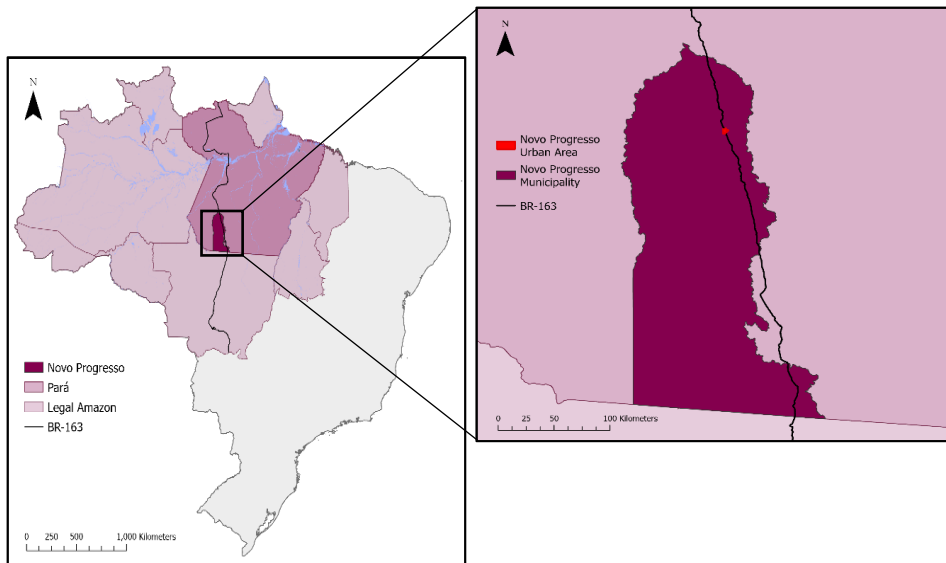 N
Novo Progresso
Pará
Legal Amazon
BR-163
0 250 500 1,000 Kilometers
N
Novo Progresso
Urban Area
Novo Progresso
Municipality
BR-163
0 25 50 100 Kilometers